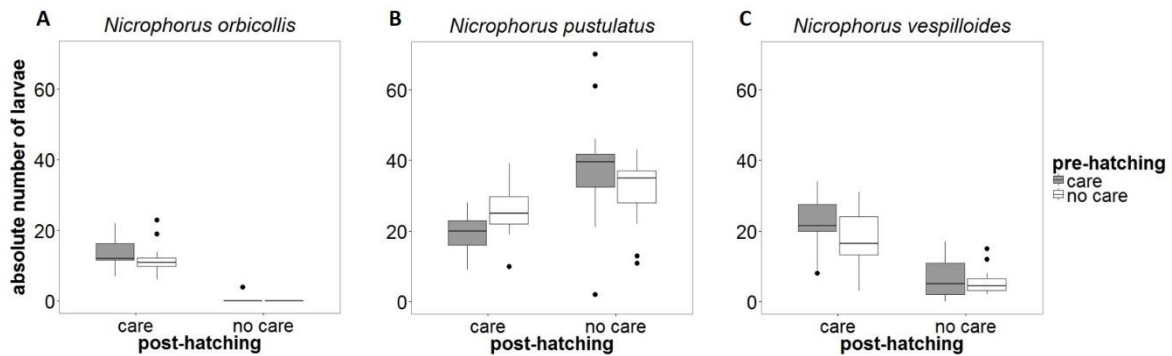 A
Nicrophorus orbicollis
B
Nicrophorus pustulatus
C
Nicrophorus vespilloides
absolute number of larvae
60
40
20
0
care
no care
post-hatching
60
40
20
0
care
no care
post-hatching
60
40
20
0
care
no care
post-hatching
pre-hatching
care
no care